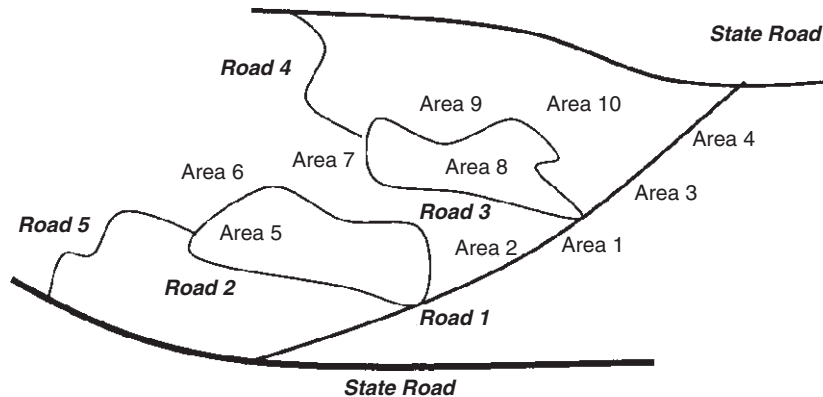 State Road
Road 4
Area 9
Area 10
Area 4
Area 7
Area 8
Area 6
Area 3
Road 3
Road 5
Area 5
Area 2
Area 1
Road 2
Road 1
State Road